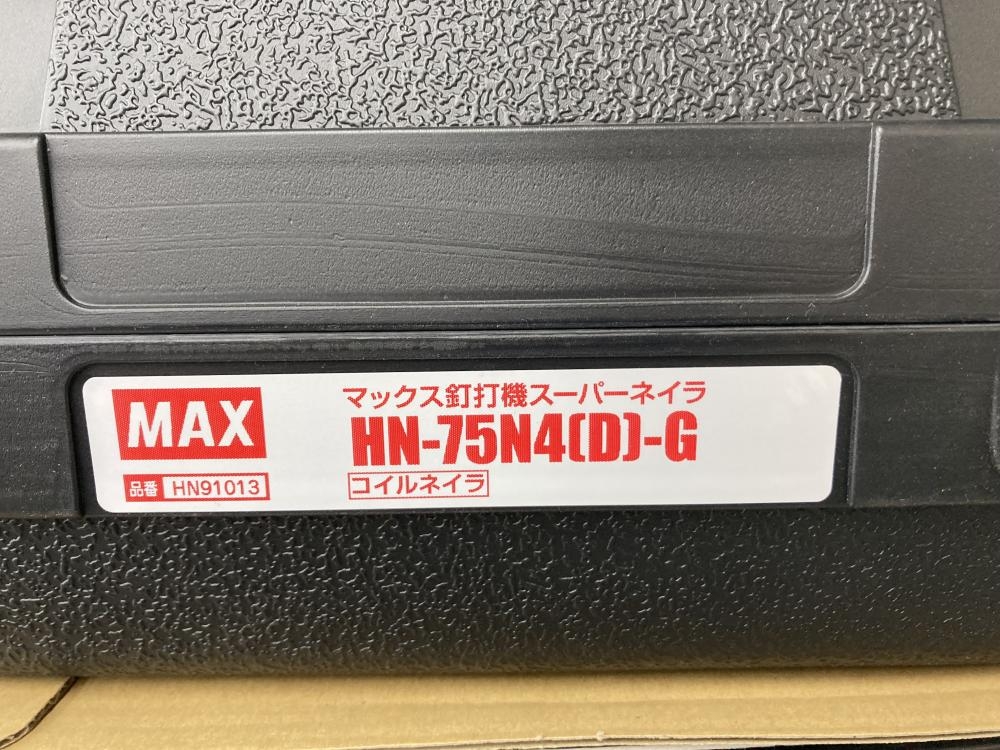 MAX
品番 HN91013
マックス釘打機スーパーネイラ
HN-75N4(D)-G
コイルネイラ